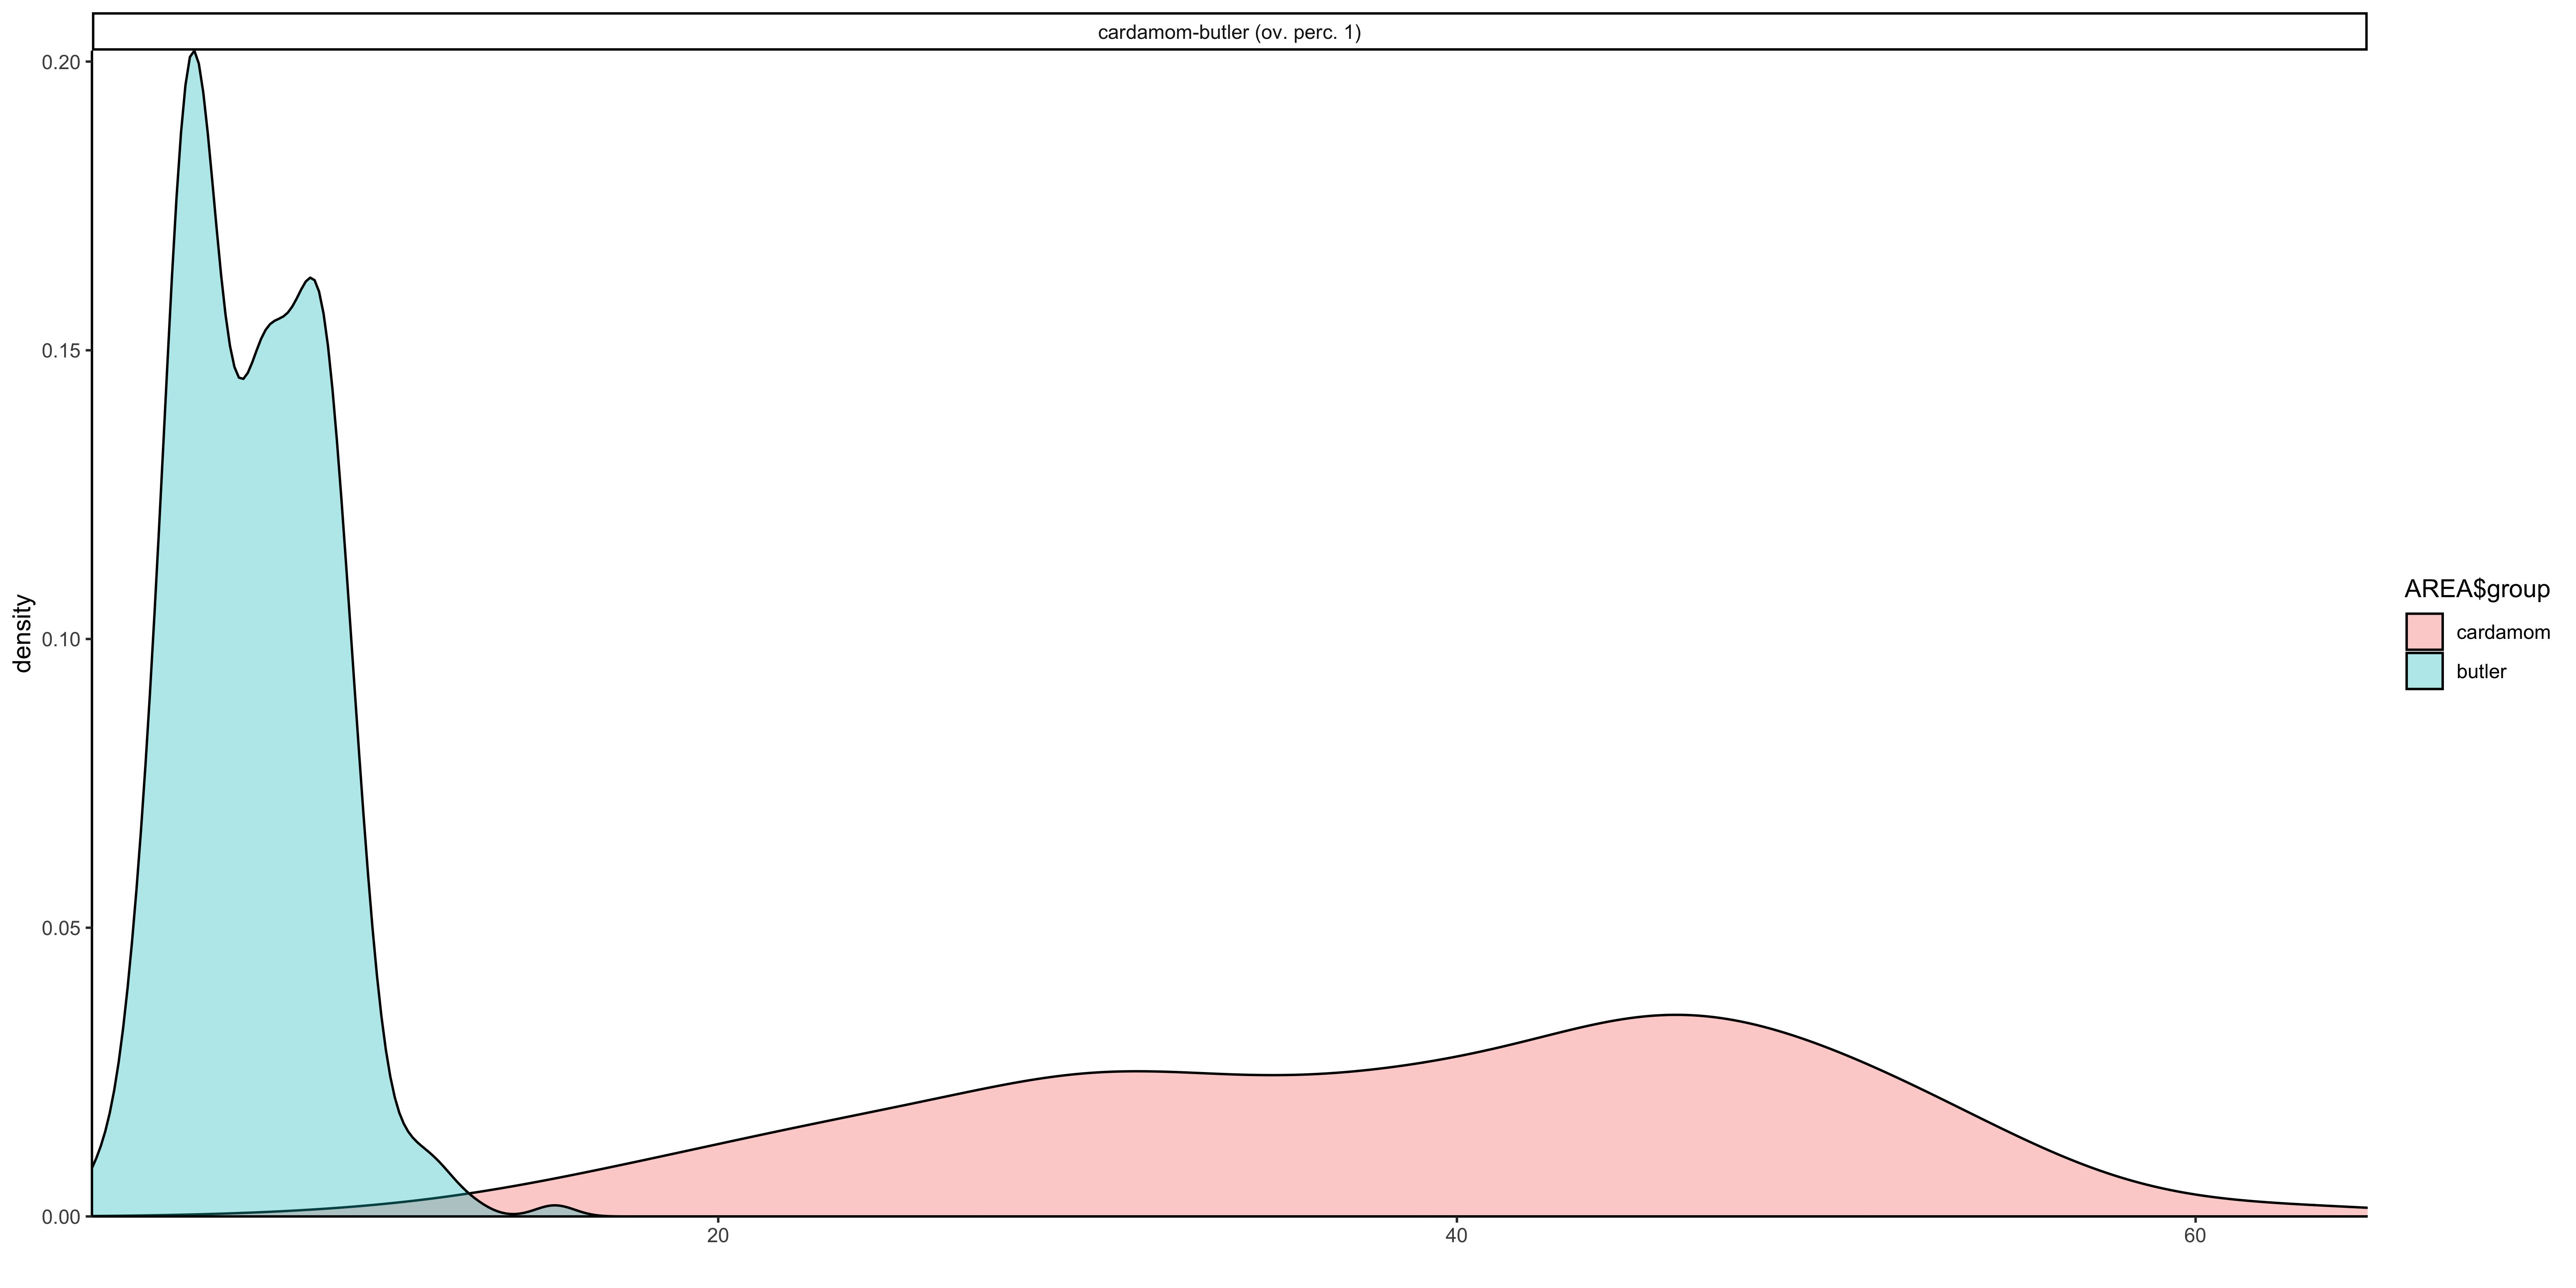 cardamom-butler (ov. perc. 1)
0.20
0.15
0.10
0.05
0.00
density
20
40
60
AREA$group
cardamom
butler